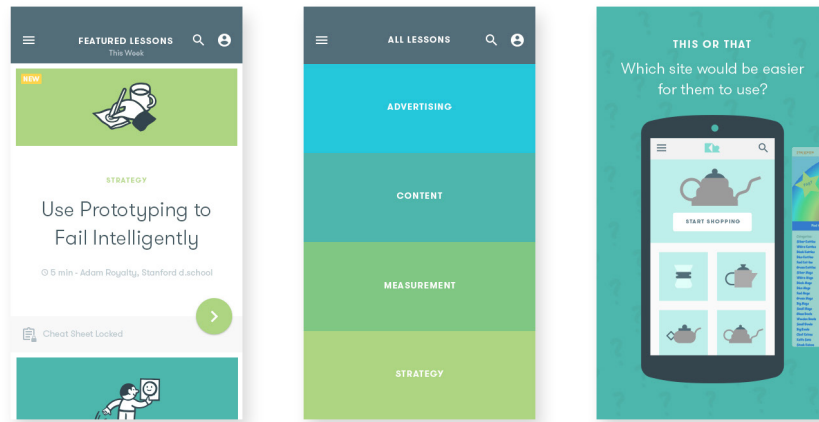 FEATURED LESSONS
This Week
NEW
STRATEGY
Use Prototyping to
Fail Intelligently
5 min - Adam Royalty, Stanford d.school
Cheat Sheet Locked
ALL LESSONS
ADVERTISING
CONTENT
MEASUREMENT
STRATEGY
THIS OR THAT
Which site would be easier
for them to use?
START SHOPPING